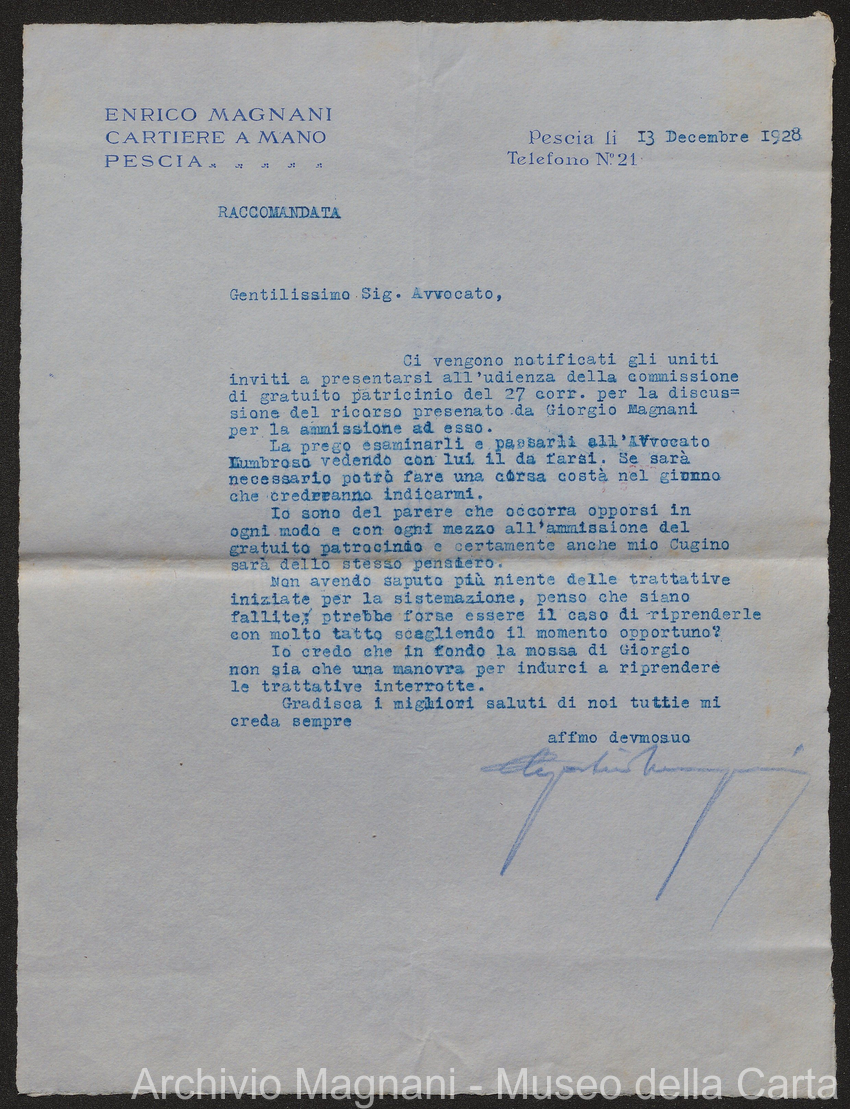 ENRICO MAGNANI
CARTIERE A MANO
PESCIA
Pescia li 13 Decembre 1928
Telefono N.° 21
RACCOMANDATA
Gentilissimo Sig. Avvocato,
Ci vengono notificati gli uniti
inviti a presentarsi all'udienza della commissione
di gratuito patricinio del 27 corr. per la discus=
sione del ricorso presenato da Giorgio Magnani
per la ammissione ad esso.
La prego esaminarli e passarli all'Avvocato
Lumbroso vedendo con lui il da farsi. Se sarà
necessario potrò fare una corsa costà nel giorno
che crederanno indicarmi.
Io sono del parere che occorra opporsi in
ogni modo e con ogni mezzo all'ammissione del
gratuito patrocinio e certamente anche mio Cugino
sarà dello stesso pensiero.
Non avendo saputo più niente delle trattative
iniziate per la sistemazione, penso che siano
fallite; ptrebbe forse essere il caso di riprenderle
con molto tatto scegliendo il momento opportuno?
Io credo che in fondo la mossa di Giorgio
non sia che una manovra per indurci a riprendere
le trattative interrotte.
Gradisca i migliori saluti di noi tuttie mi
creda sempre
affmo devmosuo
Archivio Magnani - Museo della Carta